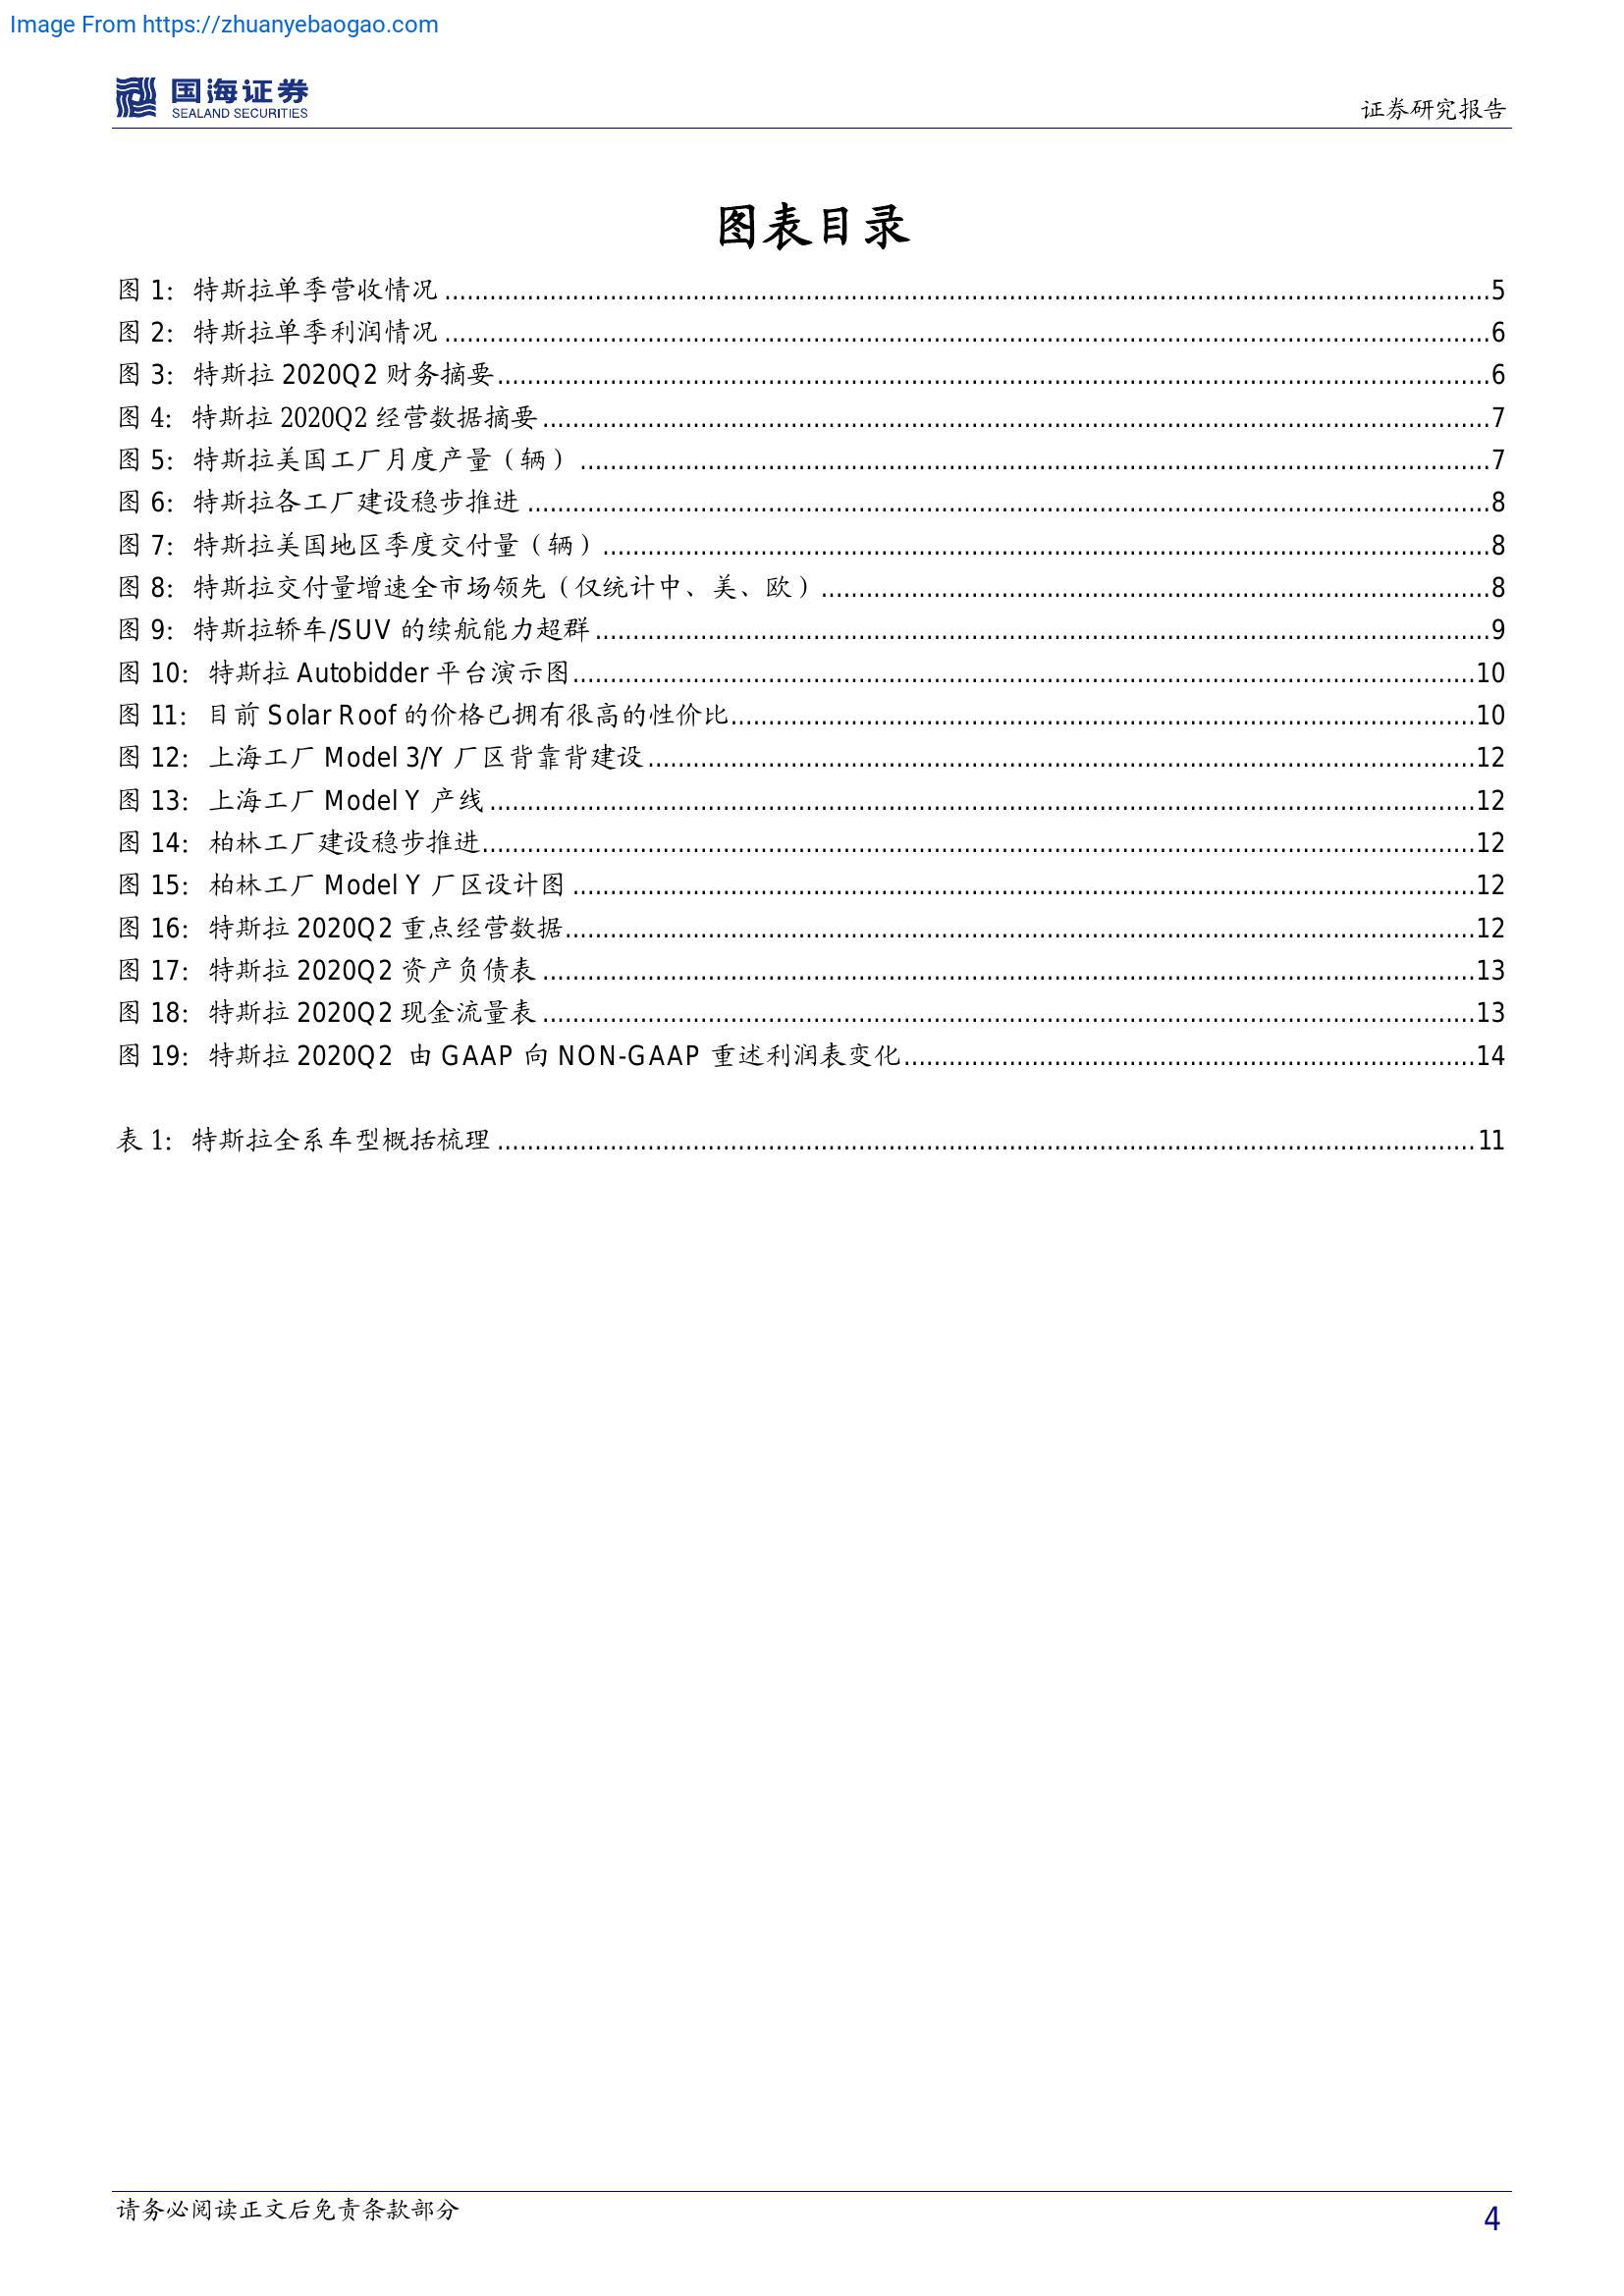 Image From https://zhuanyebaogao.com
国海证券
SEALAND SECURITIES
证券研究报告
图表目录
图 1：特斯拉单季营收情况 ........ 5
图 2：特斯拉单季利润情况 ........ 6
图 3：特斯拉 2020Q2 财务摘要 ........ 6
图 4：特斯拉 2020Q2 经营数据摘要 ........ 7
图 5：特斯拉美国工厂月度产量（辆） ........ 7
图 6：特斯拉各工厂建设稳步推进 ........ 8
图 7：特斯拉美国地区季度交付量（辆） ........ 8
图 8：特斯拉交付量增速全市场领先（仅统计中、美、欧） ........ 8
图 9：特斯拉轿车/SUV 的续航能力超群 ........ 9
图 10：特斯拉 Autobidder 平台演示图 ........ 10
图 11：目前 Solar Roof 的价格已拥有很高的性价比 ........ 10
图 12：上海工厂 Model 3/Y 厂区背靠背建设 ........ 12
图 13：上海工厂 Model Y 产线 ........ 12
图 14：柏林工厂建设稳步推进 ........ 12
图 15：柏林工厂 Model Y 厂区设计图 ........ 12
图 16：特斯拉 2020Q2 重点经营数据 ........ 12
图 17：特斯拉 2020Q2 资产负债表 ........ 13
图 18：特斯拉 2020Q2 现金流量表 ........ 13
图 19：特斯拉 2020Q2 由 GAAP 向 NON-GAAP 重述利润表变化 ........ 14
表 1：特斯拉全系车型概括梳理 ........ 11
请务必阅读正文后免责条款部分
4